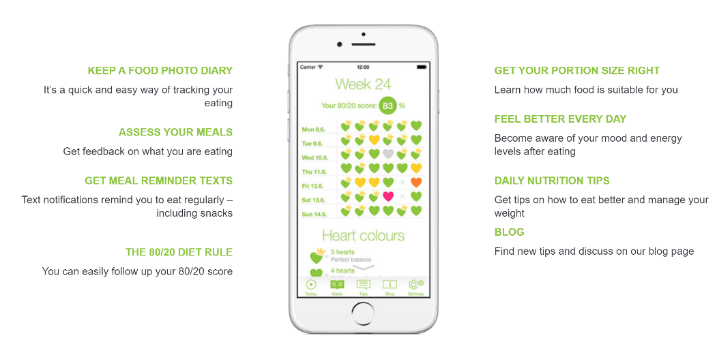 KEEP A FOOD PHOTO DIARY
It's a quick and easy way of tracking your
eating
ASSESS YOUR MEALS
Get feedback on what you are eating
GET MEAL REMINDER TEXTS
Text notifications remind you to eat regularly –
including snacks
THE 80/20 DIET RULE
You can easily follow up your 80/20 score
Carrier
12:00
Week 24
Your 80/20 score: 83 %
Mon 8.6.
Tue 9.6.
Wed 10.6.
Thu 11.6.
Fri 12.6.
Sat 13.6.
Sun 14.6.
Heart colours
5 hearts
Perfect balance
4 hearts
Today Week Tips Blog Settings
GET YOUR PORTION SIZE RIGHT
Learn how much food is suitable for you
FEEL BETTER EVERY DAY
Become aware of your mood and energy
levels after eating
DAILY NUTRITION TIPS
Get tips on how to eat better and manage your
weight
BLOG
Find new tips and discuss on our blog page